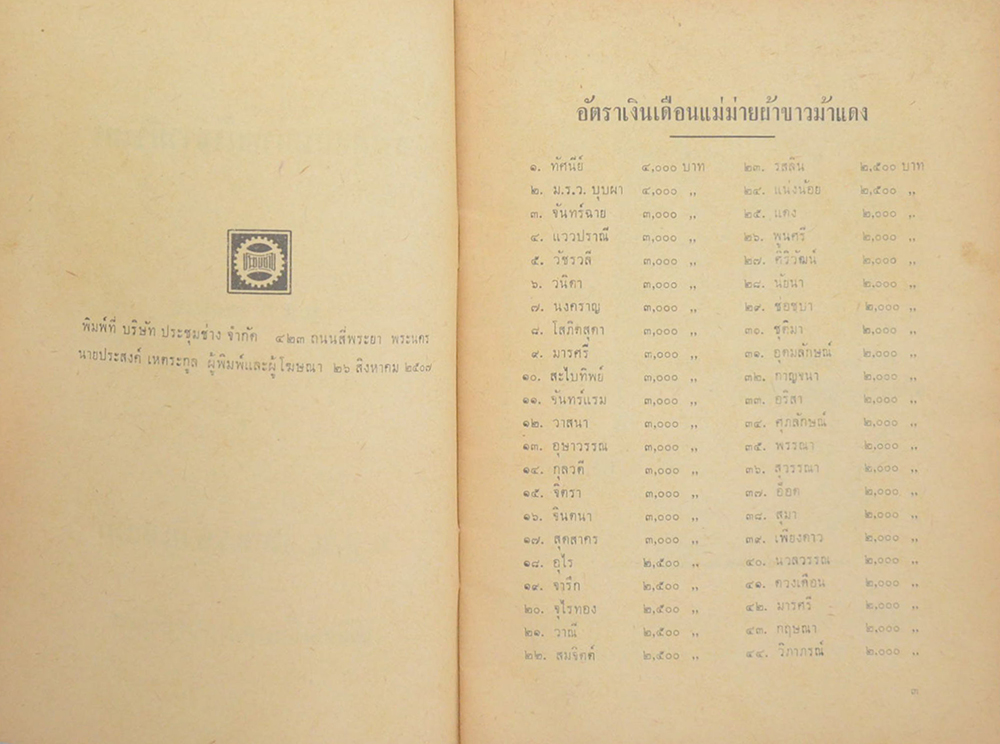 ประชุมช่าง
พิมพ์ที่ บริษัท ประชุมช่าง จำกัด ๔๒๓ ถนนสี่พระยา พระนคร
นายประสงค์ เหตระกูล ผู้พิมพ์และผู้โฆษณา ๒๖ สิงหาคม ๒๕๐๗
อัตราเงินเดือนแม่ม่ายผ้าขาวม้าแดง
๑. ทัศนีย์ ๔,๐๐๐ บาท
๒. ม.ร.ว. บุบผา ๔,๐๐๐ ,,
๓. จันทร์ฉาย ๓,๐๐๐ ,,
๔. แววปราณี ๓,๐๐๐ ,,
๕. วัชรวลี ๓,๐๐๐ ,,
๖. วนิดา ๓,๐๐๐ ,,
๗. นงคราญ ๓,๐๐๐ ,,
๘. โสภิตสุดา ๓,๐๐๐ ,,
๙. มารศรี ๓,๐๐๐ ,,
๑๐. สะไบทิพย์ ๓,๐๐๐ ,,
๑๑. จันทร์แรม ๓,๐๐๐ ,,
๑๒. วาสนา ๓,๐๐๐ ,,
๑๓. อุษาวรรณ ๓,๐๐๐ ,,
๑๔. กุลวดี ๓,๐๐๐ ,,
๑๕. จิตรา ๓,๐๐๐ ,,
๑๖. จินตนา ๓,๐๐๐ ,,
๑๗. สุดสาคร ๓,๐๐๐ ,,
๑๘. อุไร ๒,๕๐๐ ,,
๑๙. จารึก ๒,๕๐๐ ,,
๒๐. จุไรทอง ๒,๕๐๐ ,,
๒๑. วาณี ๒,๕๐๐ ,,
๒๒. สมจิตต์ ๒,๕๐๐ ,,
๒๓. รสลิน ๒,๕๐๐ บาท
๒๔. แน่งน้อย ๒,๕๐๐ ,,
๒๕. แดง ๒,๐๐๐ ,,
๒๖. พูนศรี ๒,๐๐๐ ,,
๒๗. ศิริวัฒน์ ๒,๐๐๐ ,,
๒๘. นัยนา ๒,๐๐๐ ,,
๒๙. ช่อชบา ๒,๐๐๐ ,,
๓๐. ชุติมา ๒,๐๐๐ ,,
๓๑. อุดมลักษณ์ ๒,๐๐๐ ,,
๓๒. กาญจนา ๒,๐๐๐ ,,
๓๓. อริสา ๒,๐๐๐ ,,
๓๔. ศุภลักษณ์ ๒,๐๐๐ ,,
๓๕. พรรณา ๒,๐๐๐ ,,
๓๖. สุวรรณา ๒,๐๐๐ ,,
๓๗. อ๊อด ๒,๐๐๐ ,,
๓๘. สุมา ๒,๐๐๐ ,,
๓๙. เพียงดาว ๒,๐๐๐ ,,
๔๐. นวลวรรณ ๒,๐๐๐ ,,
๔๑. ดวงเดือน ๒,๐๐๐ ,,
๔๒. มารศรี ๒,๐๐๐ ,,
๔๓. กฤษณา ๒,๐๐๐ ,,
๔๔. วิภาภรณ์ ๒,๐๐๐ ,,
๓